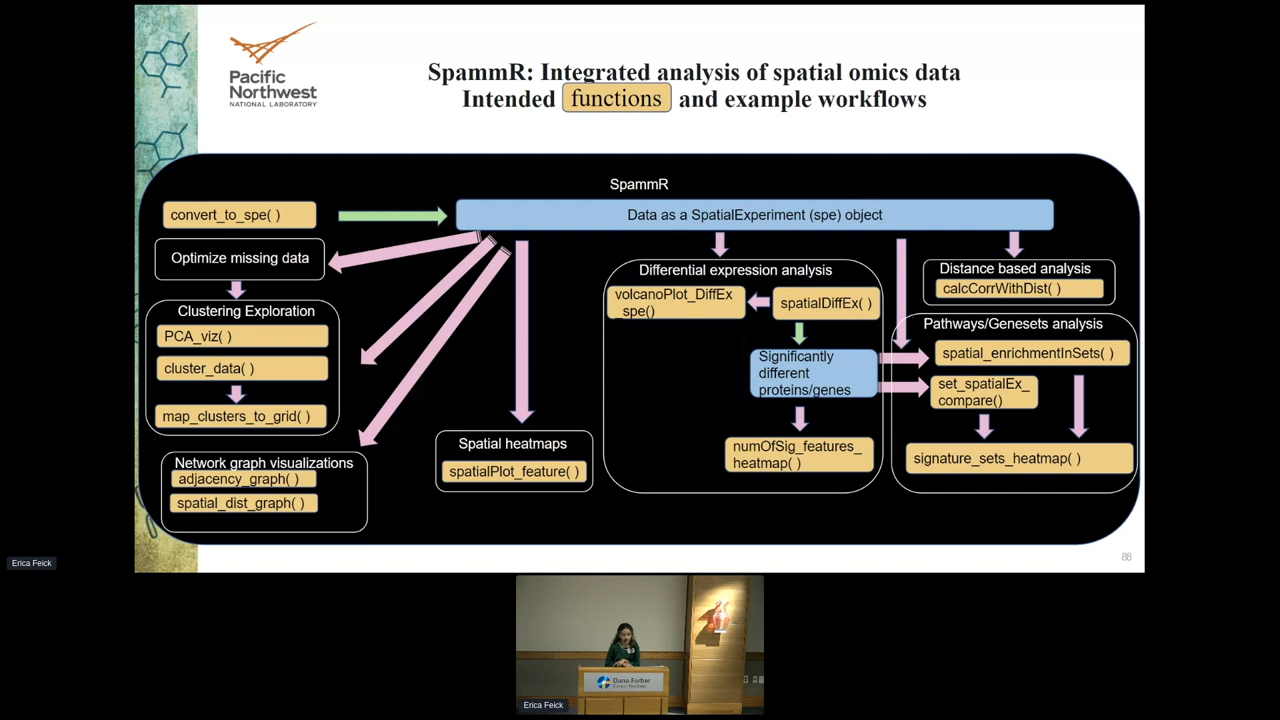 Pacific
Northwest
NATIONAL LABORATORY
SpammR: Integrated analysis of spatial omics data
Intended functions and example workflows
SpammR
convert_to_spe( )
Data as a SpatialExperiment (spe) object
Optimize missing data
Clustering Exploration
PCA_viz( )
cluster_data( )
map_clusters_to_grid( )
Network graph visualizations
adjacency_graph( )
spatial_dist_graph( )
Spatial heatmaps
spatialPlot_feature( )
Differential expression analysis
volcanoPlot_DiffEx
_spe()
spatialDiffEx( )
Significantly
different
proteins/genes
numOfSig_features_
heatmap( )
Distance based analysis
calcCorrWithDist( )
Pathways/Genesets analysis
spatial_enrichmentInSets( )
set_spatialEx_
compare()
signature_sets_heatmap( )
88
Erica Feick
Dana-Farber
Cancer Institute
Erica Feick